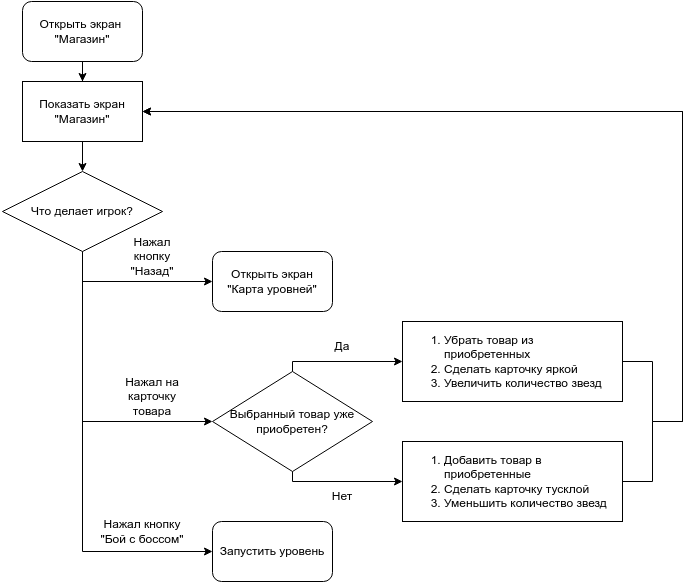 Открыть экран
"Магазин"
Показать экран
"Магазин"
Что делает игрок?
Нажал
кнопку
"Назад"
Открыть экран
"Карта уровней"
Нажал на
карточку
товара
Выбранный товар уже
приобретен?
Да
1. Убрать товар из
приобретенных
2. Сделать карточку яркой
3. Увеличить количество звезд
Нет
1. Добавить товар в
приобретенные
2. Сделать карточку тусклой
3. Уменьшить количество звезд
Нажал кнопку
"Бой с боссом"
Запустить уровень